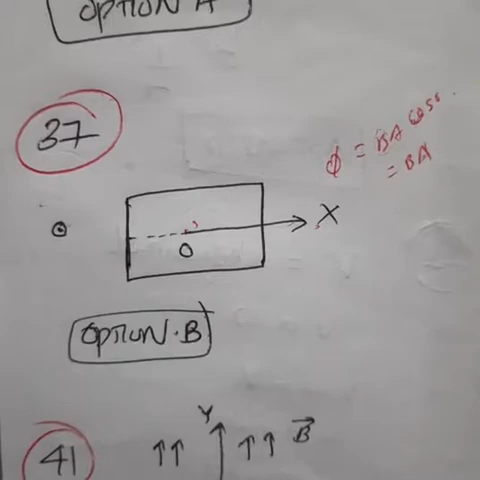 OPTION A
37
ϕ = BA cos
= BA
X
O
OPTION.B
41
Y
B⃗